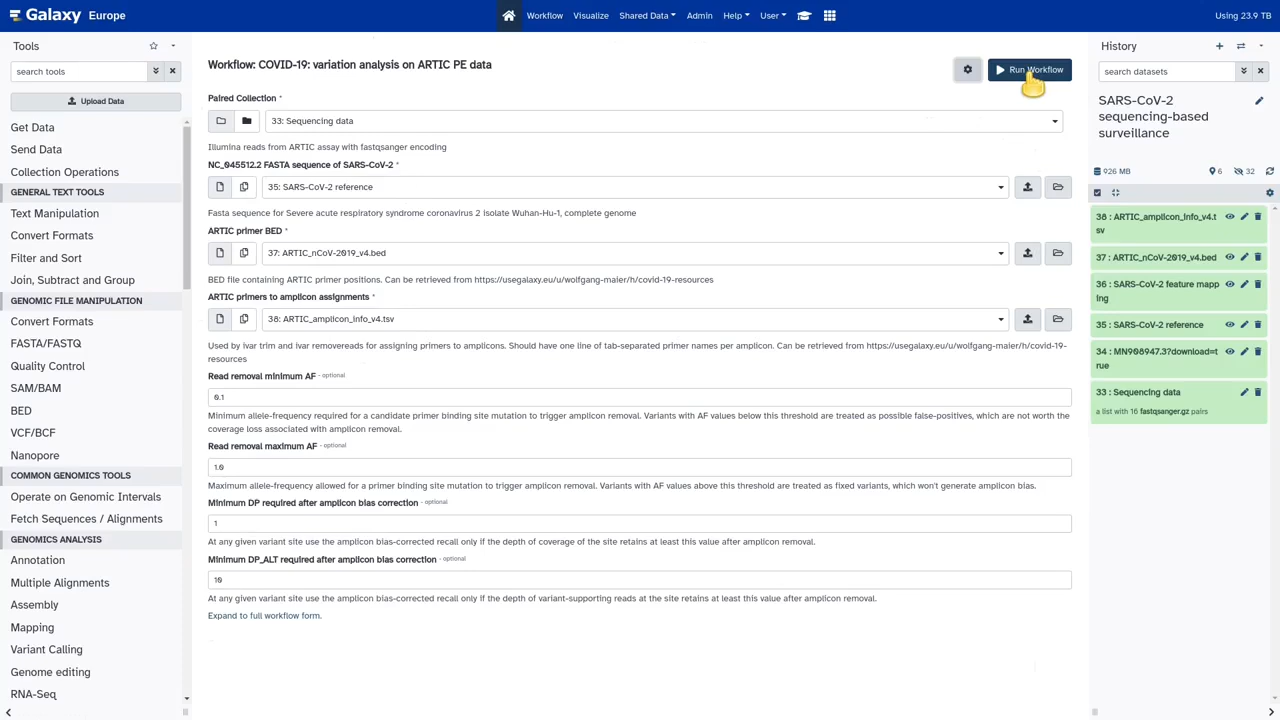 Galaxy Europe
Workflow Visualize Shared Data Admin Help User
Using 23.9 TB
Tools
search tools
Upload Data
Get Data
Send Data
Collection Operations
GENERAL TEXT TOOLS
Text Manipulation
Convert Formats
Filter and Sort
Join, Subtract and Group
GENOMIC FILE MANIPULATION
Convert Formats
FASTA/FASTQ
Quality Control
SAM/BAM
BED
VCF/BCF
Nanopore
COMMON GENOMICS TOOLS
Operate on Genomic Intervals
Fetch Sequences / Alignments
GENOMICS ANALYSIS
Annotation
Multiple Alignments
Assembly
Mapping
Variant Calling
Genome editing
RNA-Seq
Workflow: COVID-19: variation analysis on ARTIC PE data
Run Workflow
Paired Collection *
33: Sequencing data
Illumina reads from ARTIC assay with fastqsanger encoding
NC_045512.2 FASTA sequence of SARS-CoV-2 *
35: SARS-CoV-2 reference
Fasta sequence for Severe acute respiratory syndrome coronavirus 2 isolate Wuhan-Hu-1, complete genome
ARTIC primer BED *
37: ARTIC_nCoV-2019_v4.bed
BED file containing ARTIC primer positions. Can be retrieved from https://usegalaxy.eu/u/wolfgang-maier/h/covid-19-resources
ARTIC primers to amplicon assignments *
38: ARTIC_amplicon_info_v4.tsv
Used by ivar trim and ivar removereads for assigning primers to amplicons. Should have one line of tab-separated primer names per amplicon. Can be retrieved from https://usegalaxy.eu/u/wolfgang-maier/h/covid-19-
resources
Read removal minimum AF - optional
0.1
Minimum allele-frequency required for a candidate primer binding site mutation to trigger amplicon removal. Variants with AF values below this threshold are treated as possible false-positives, which are not worth the
coverage loss associated with amplicon removal.
Read removal maximum AF - optional
1.0
Maximum allele-frequency allowed for a primer binding site mutation to trigger amplicon removal. Variants with AF values above this threshold are treated as fixed variants, which won't generate amplicon bias.
Minimum DP required after amplicon bias correction - optional
1
At any given variant site use the amplicon bias-corrected recall only if the depth of coverage of the site retains at least this value after amplicon removal.
Minimum DP_ALT required after amplicon bias correction - optional
10
At any given variant site use the amplicon bias-corrected recall only if the depth of variant-supporting reads at the site retains at least this value after amplicon removal.
Expand to full workflow form.
History
search datasets
SARS-CoV-2
sequencing-based
surveillance
926 MB
6
32
38 : ARTIC_amplicon_info_v4.t
sv
37 : ARTIC_nCoV-2019_v4.bed
36 : SARS-CoV-2 feature mapp
ing
35 : SARS-CoV-2 reference
34 : MN908947.3?download=t
rue
33 : Sequencing data
a list with 16 fastqsanger.gz pairs